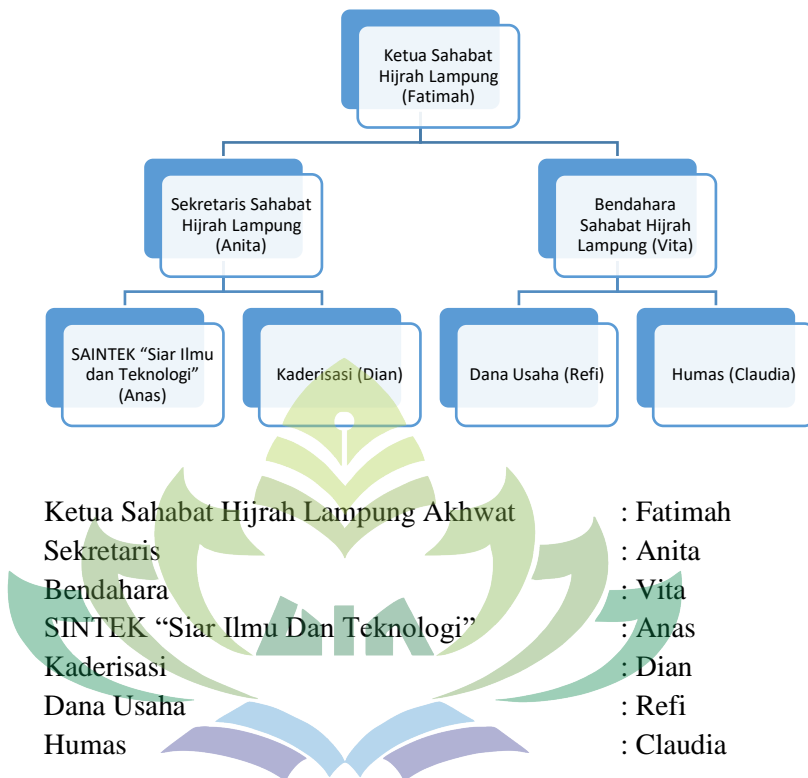 Ketua Sahabat
Hijrah Lampung
(Fatimah)
Sekretaris Sahabat
Hijrah Lampung
(Anita)
Bendahara
Sahabat Hijrah
Lampung (Vita)
SAINTEK “Siar Ilmu
dan Teknologi”
(Anas)
Kaderisasi (Dian)
Dana Usaha (Refi)
Humas (Claudia)
Ketua Sahabat Hijrah Lampung Akhwat : Fatimah
Sekretaris : Anita
Bendahara : Vita
SINTEK “Siar Ilmu Dan Teknologi” : Anas
Kaderisasi : Dian
Dana Usaha : Refi
Humas : Claudia